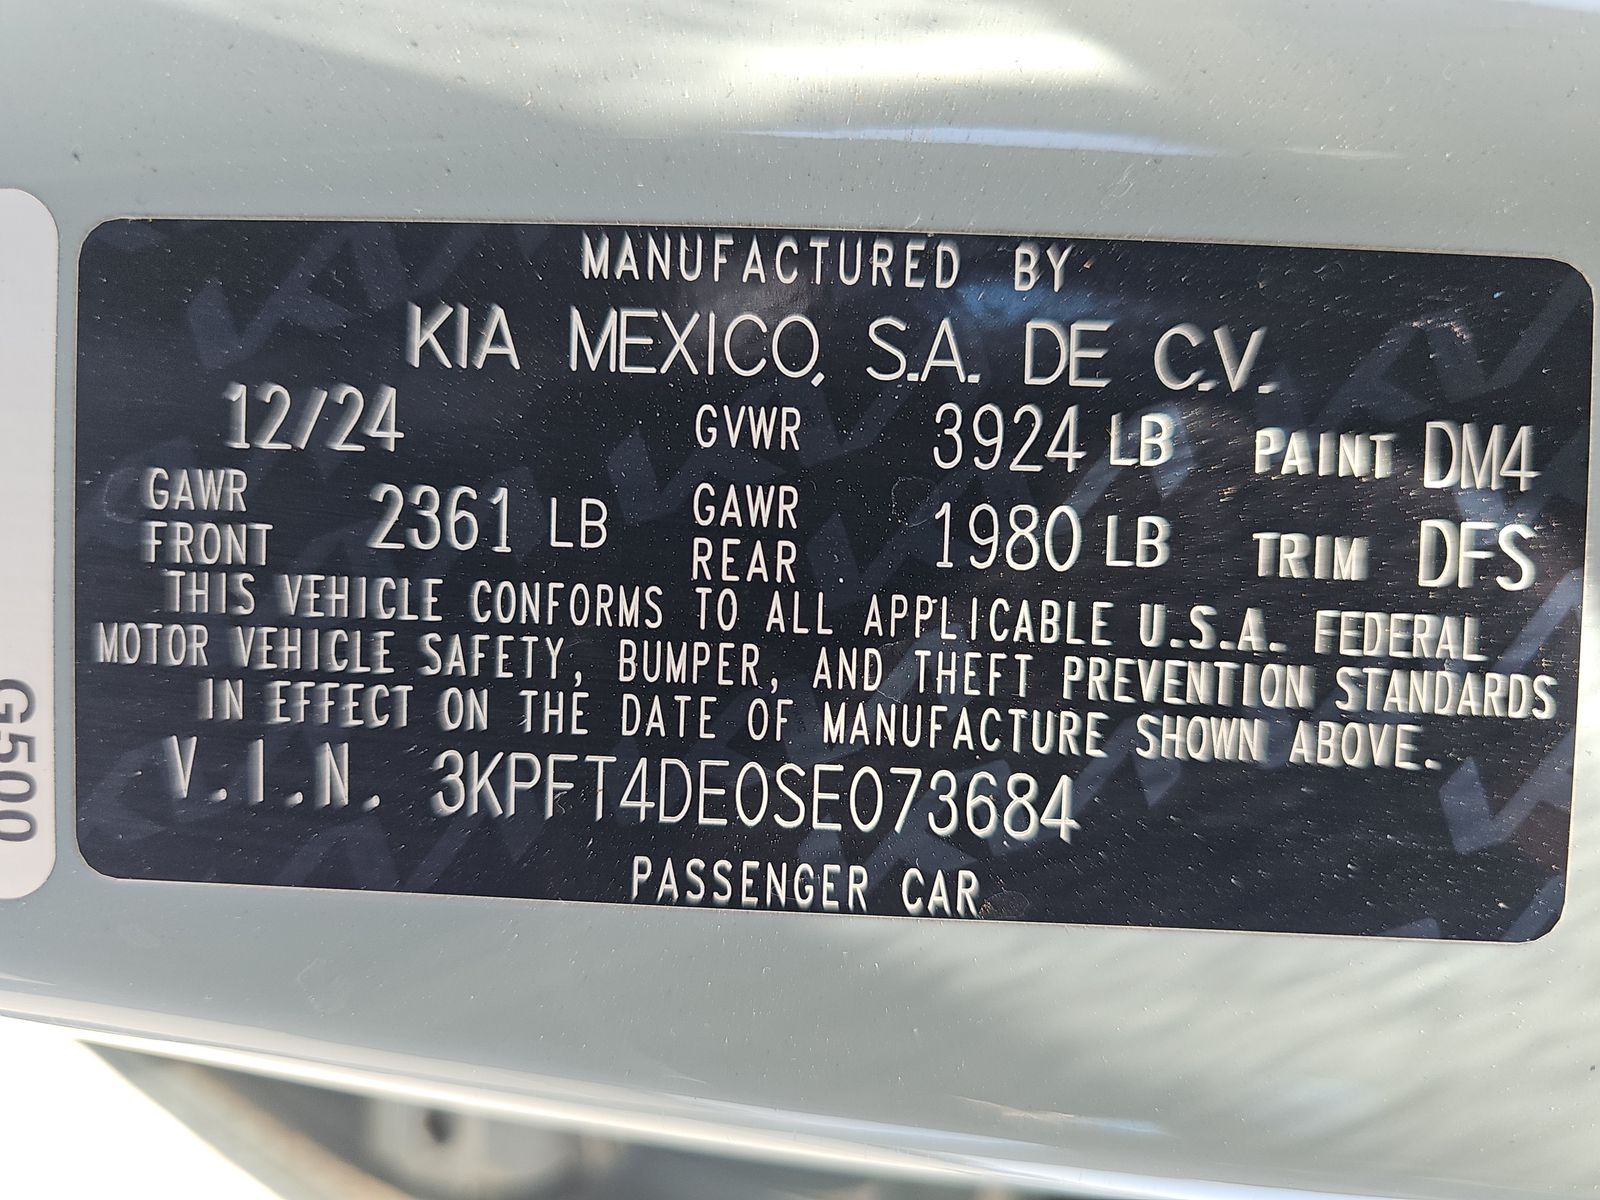 MANUFACTURED BY
KIA MEXICO, S.A. DE C.V.
12/24 GVWR 3924 LB PAINT DM4
GAWR FRONT 2361 LB GAWR REAR 1980 LB TRIM DFS
THIS VEHICLE CONFORMS TO ALL APPLICABLE U.S.A. FEDERAL
MOTOR VEHICLE SAFETY, BUMPER, AND THEFT PREVENTION STANDARDS
IN EFFECT ON THE DATE OF MANUFACTURE SHOWN ABOVE.
V.I.N. 3KPFT4DE0SE073684
PASSENGER CAR
G500